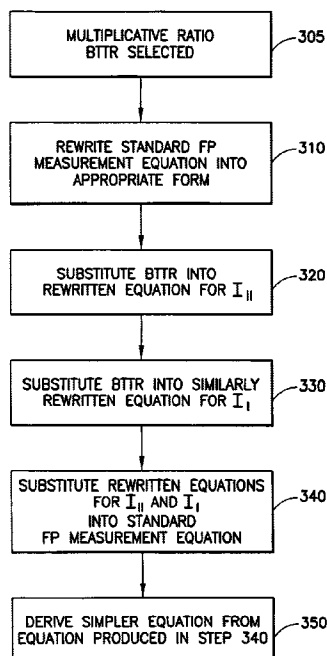 MULTIPLICATIVE RATIO
BTTR SELECTED
305
REWRITE STANDARD FP
MEASUREMENT EQUATION INTO
APPROPRIATE FORM
310
SUBSTITUTE BTTR INTO
REWRITTEN EQUATION FOR I||
320
SUBSTITUTE BTTR INTO SIMILARLY
REWRITTEN EQUATION FOR I|
330
SUBSTITUTE REWRITTEN EQUATIONS
FOR I|| AND I|
INTO STANDARD
FP MEASUREMENT EQUATION
340
DERIVE SIMPLER EQUATION FROM
EQUATION PRODUCED IN STEP 340
350